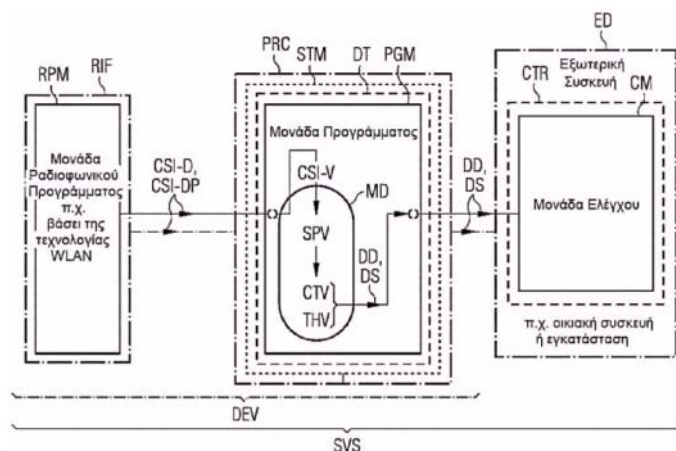 ED
PRC
STM
DT
PGM
RPM
RIF
CTR
Εξωτερική
Συσκευή
CM
Μονάδα
Ραδιοφωνικού
Προγράμματος
π.χ.
βάσει της
τεχνολογίας
WLAN
CSI-D,
CSI-DP
Μονάδα Προγράμματος
CSI-V
MD
SPV
CTV
THV
DD,
DS
DD,
DS
Μονάδα Ελέγχου
π.χ. οικιακή συσκευή
ή εγκατάσταση
DEV
SVS